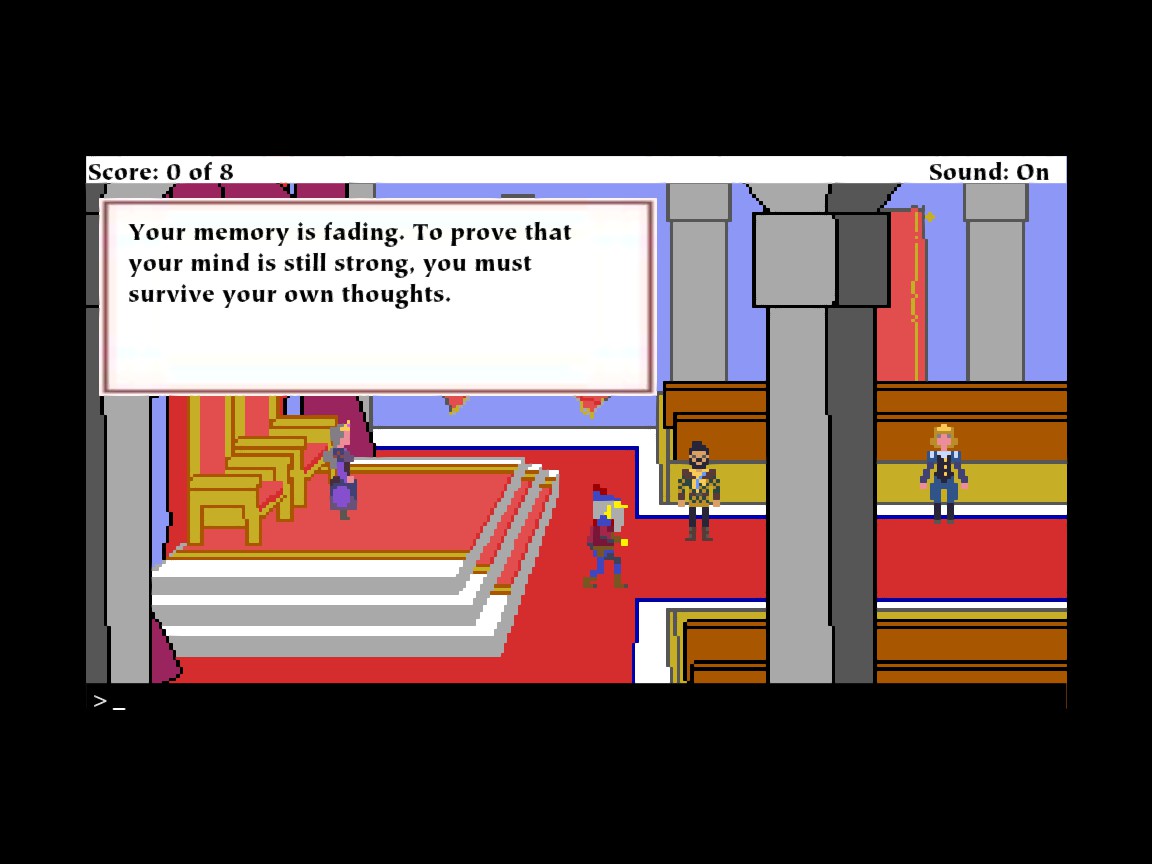 Score: 0 of 8 Sound: On
Your memory is fading. To prove that
your mind is still strong, you must
survive your own thoughts.
>_